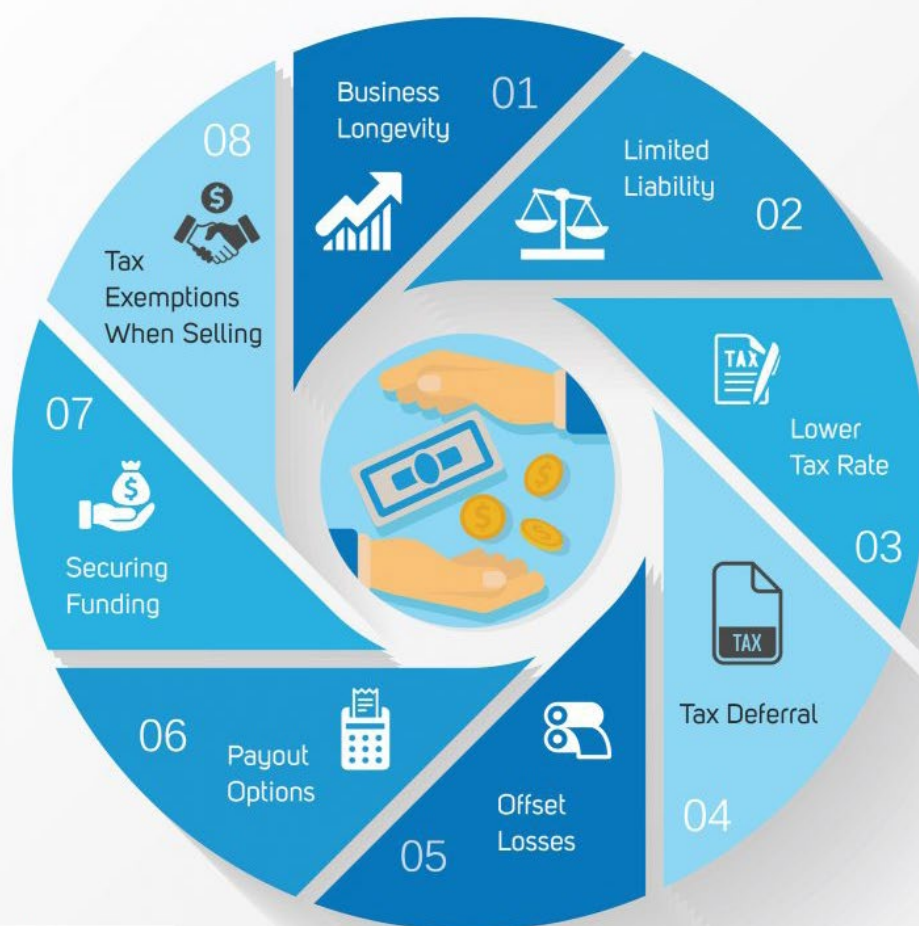 01
Business
Longevity
02
Limited
Liability
03
TAX
Lower
Tax Rate
04
TAX
Tax Deferral
05
Offset
Losses
06
Payout
Options
07
$
Securing
Funding
08
$
Tax
Exemptions
When Selling
$
$
$